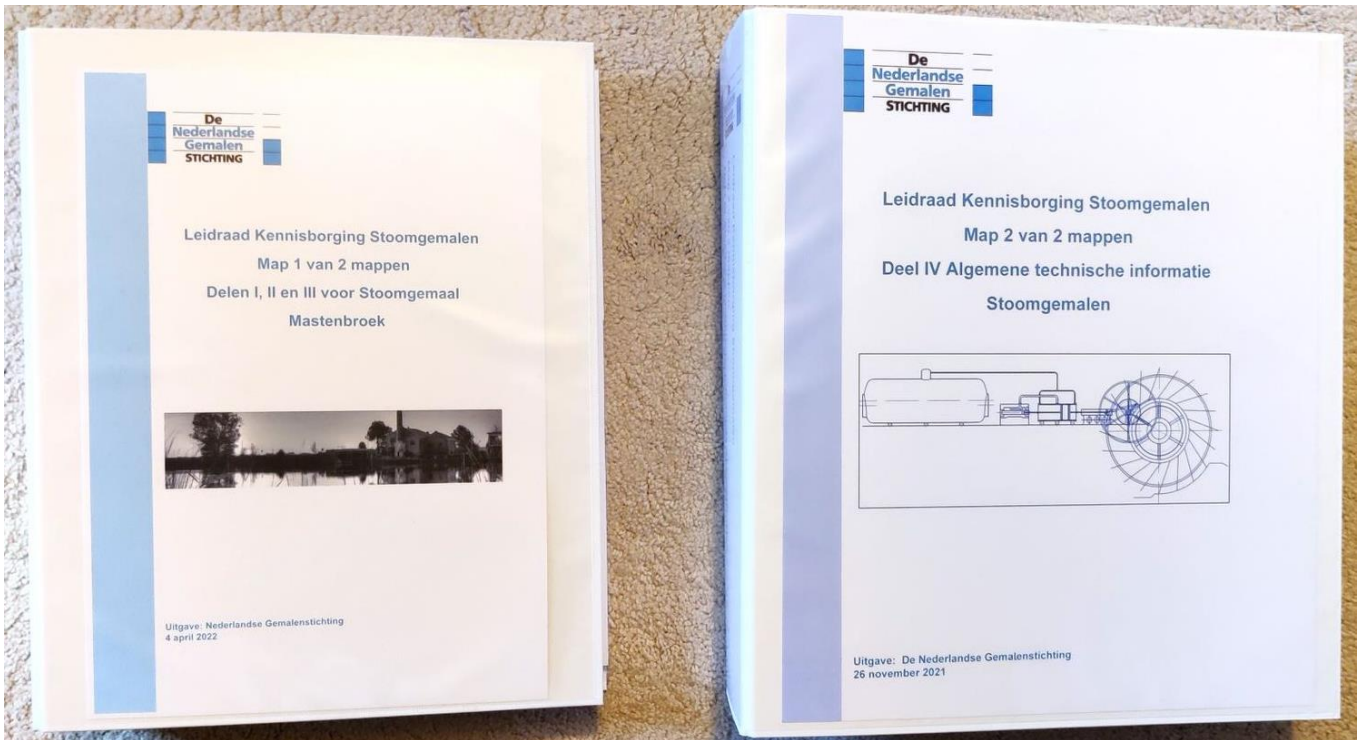 De
Nederlandse
Gemalen
STICHTING
Leidraad Kennisborging Stoomgemalen
Map 1 van 2 mappen
Delen I, II en III voor Stoomgemaal
Mastenbroek
Uitgave: Nederlandse Gemalenstichting
4 april 2022
De
Nederlandse
Gemalen
STICHTING
Leidraad Kennisborging Stoomgemalen
Map 2 van 2 mappen
Deel IV Algemene technische informatie
Stoomgemalen
Uitgave: De Nederlandse Gemalenstichting
26 november 2021